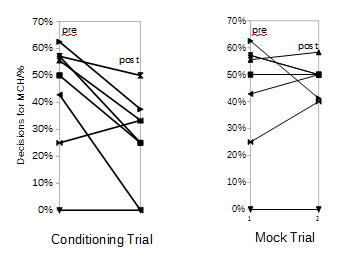 70%
60%
50%
40%
30%
20%
10%
0%
Decisions for MCH/%
pre
post
Conditioning Trial
70%
60%
50%
40%
30%
20%
10%
0%
pre
post
1 2
Mock Trial